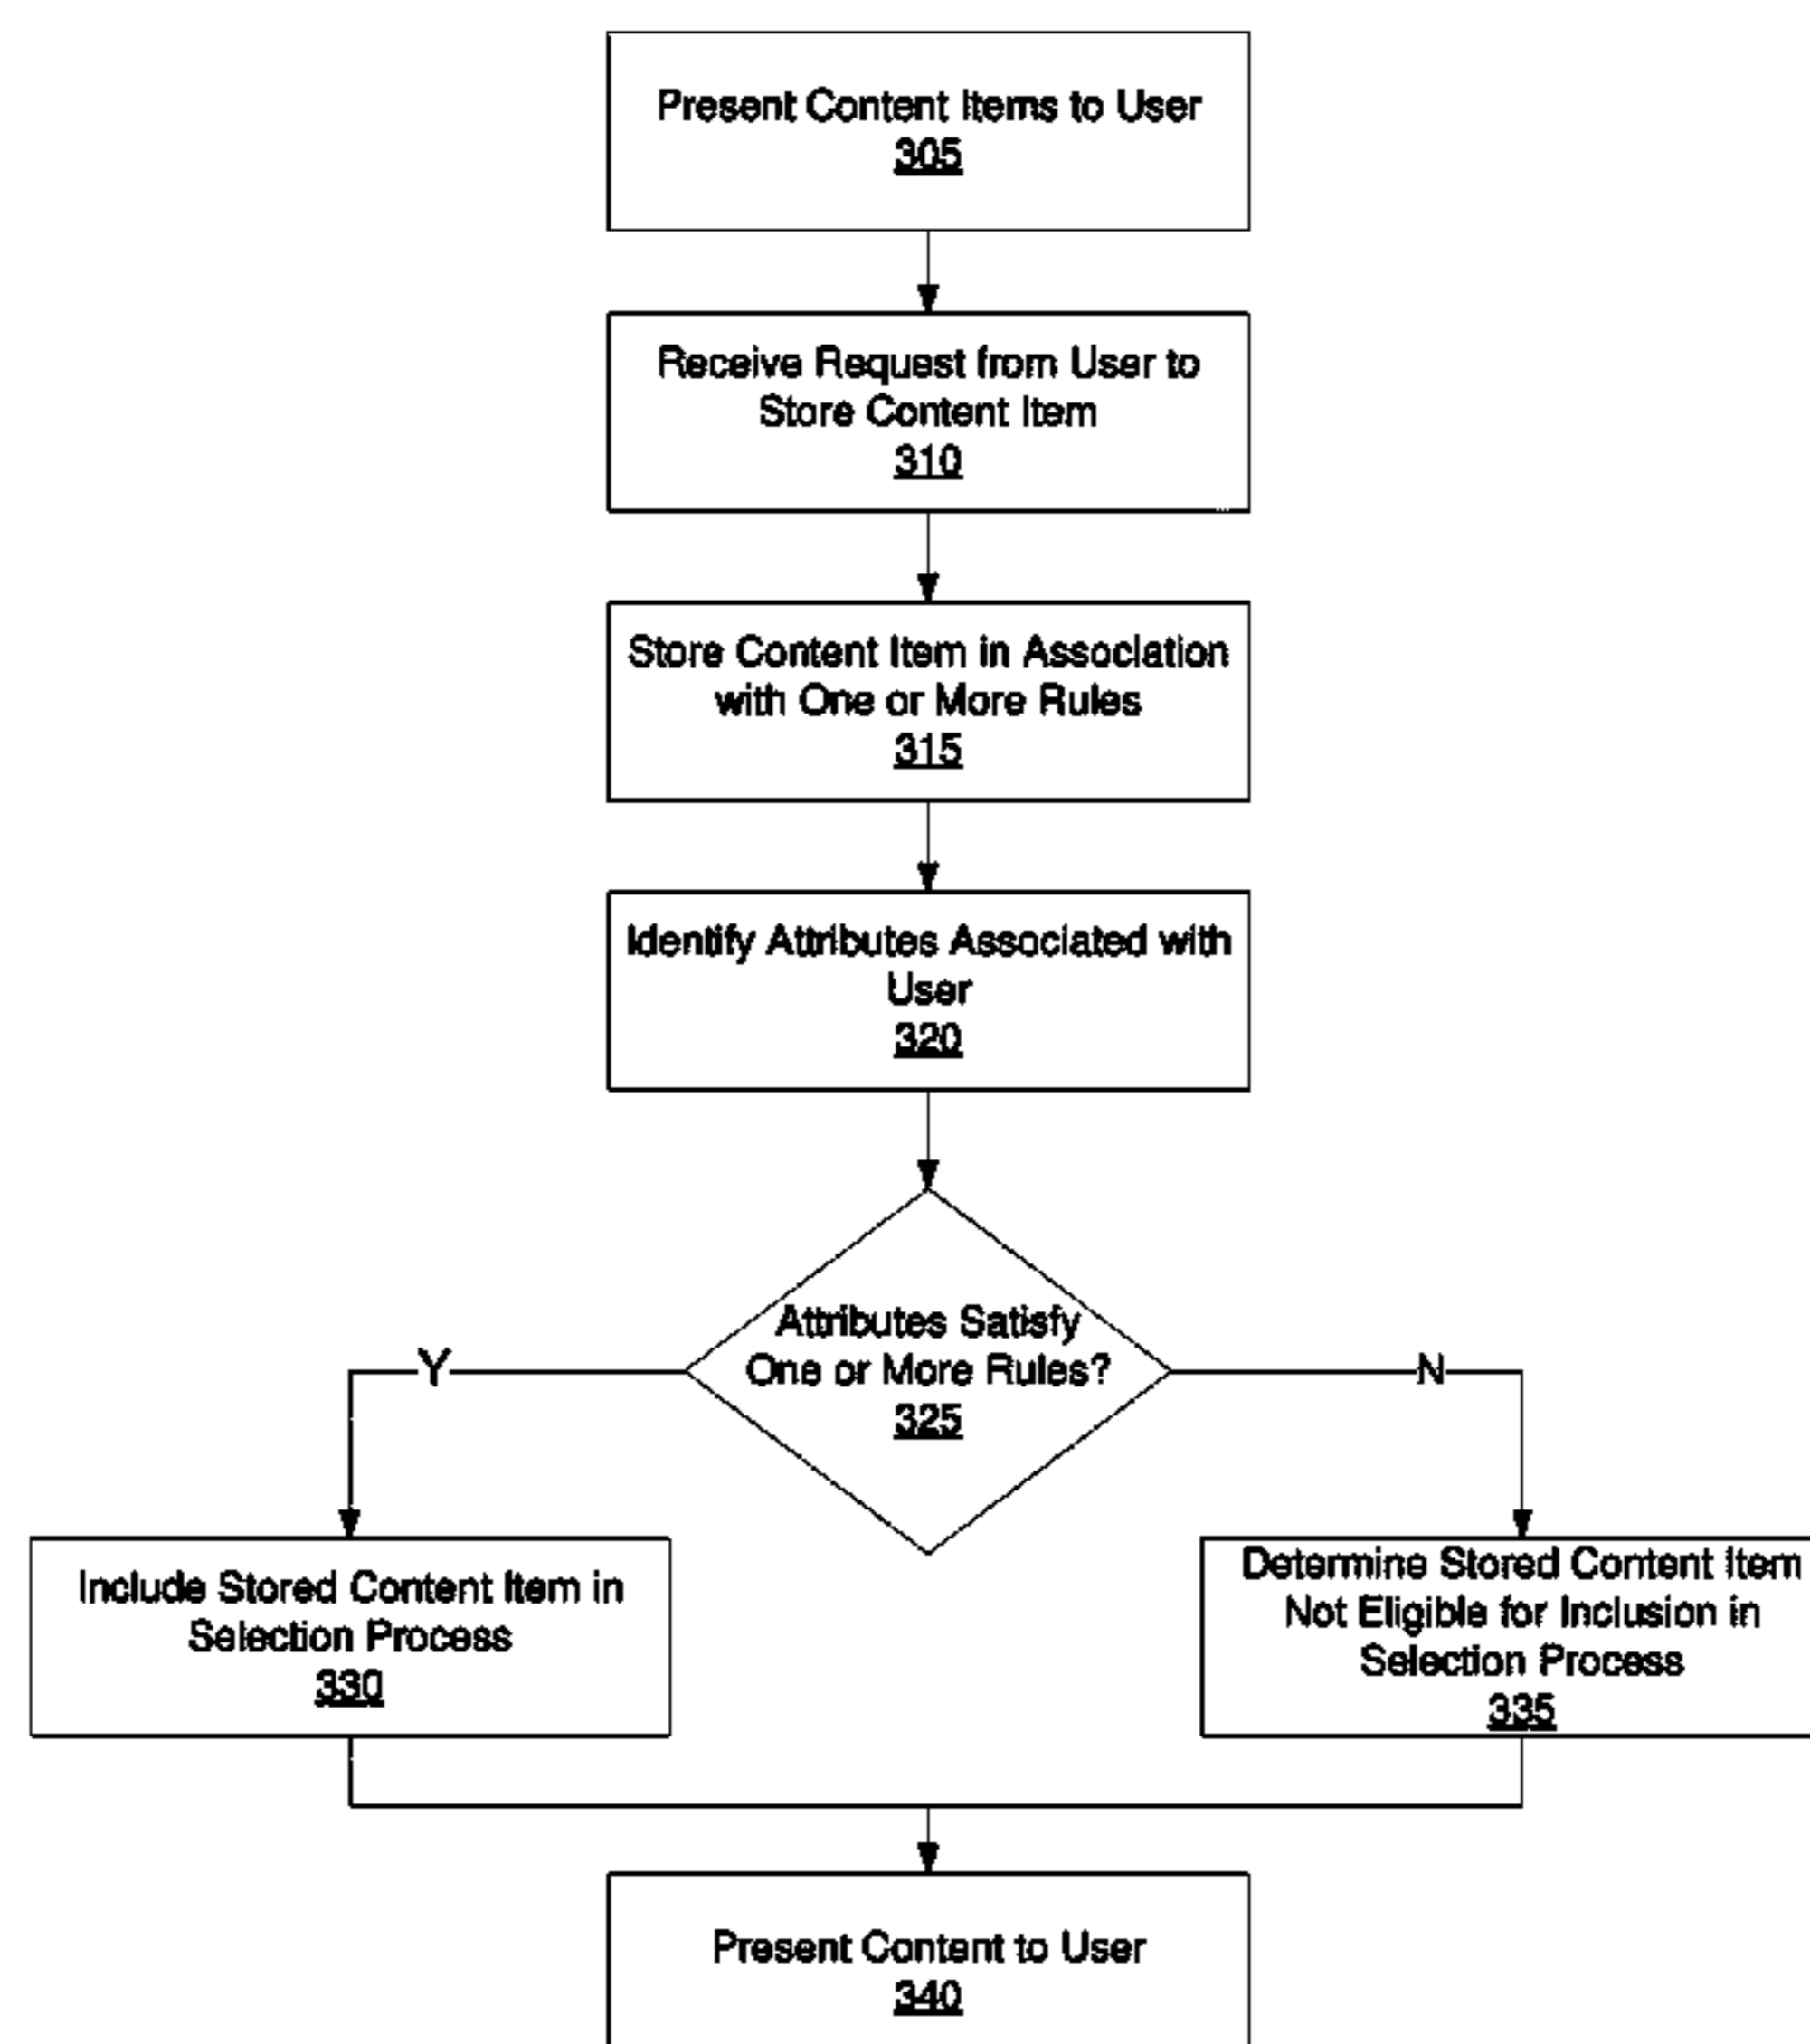 Present Content Items to User
305
Receive Request from User to
Store Content Item
310
Store Content Item in Association
with One or More Rules
315
Identify Attributes Associated with
User
320
Attributes Satisfy
One or More Rules?
325
Y
N
Include Stored Content Item in
Selection Process
330
Determine Stored Content Item
Not Eligible for Inclusion in
Selection Process
335
Present Content to User
340